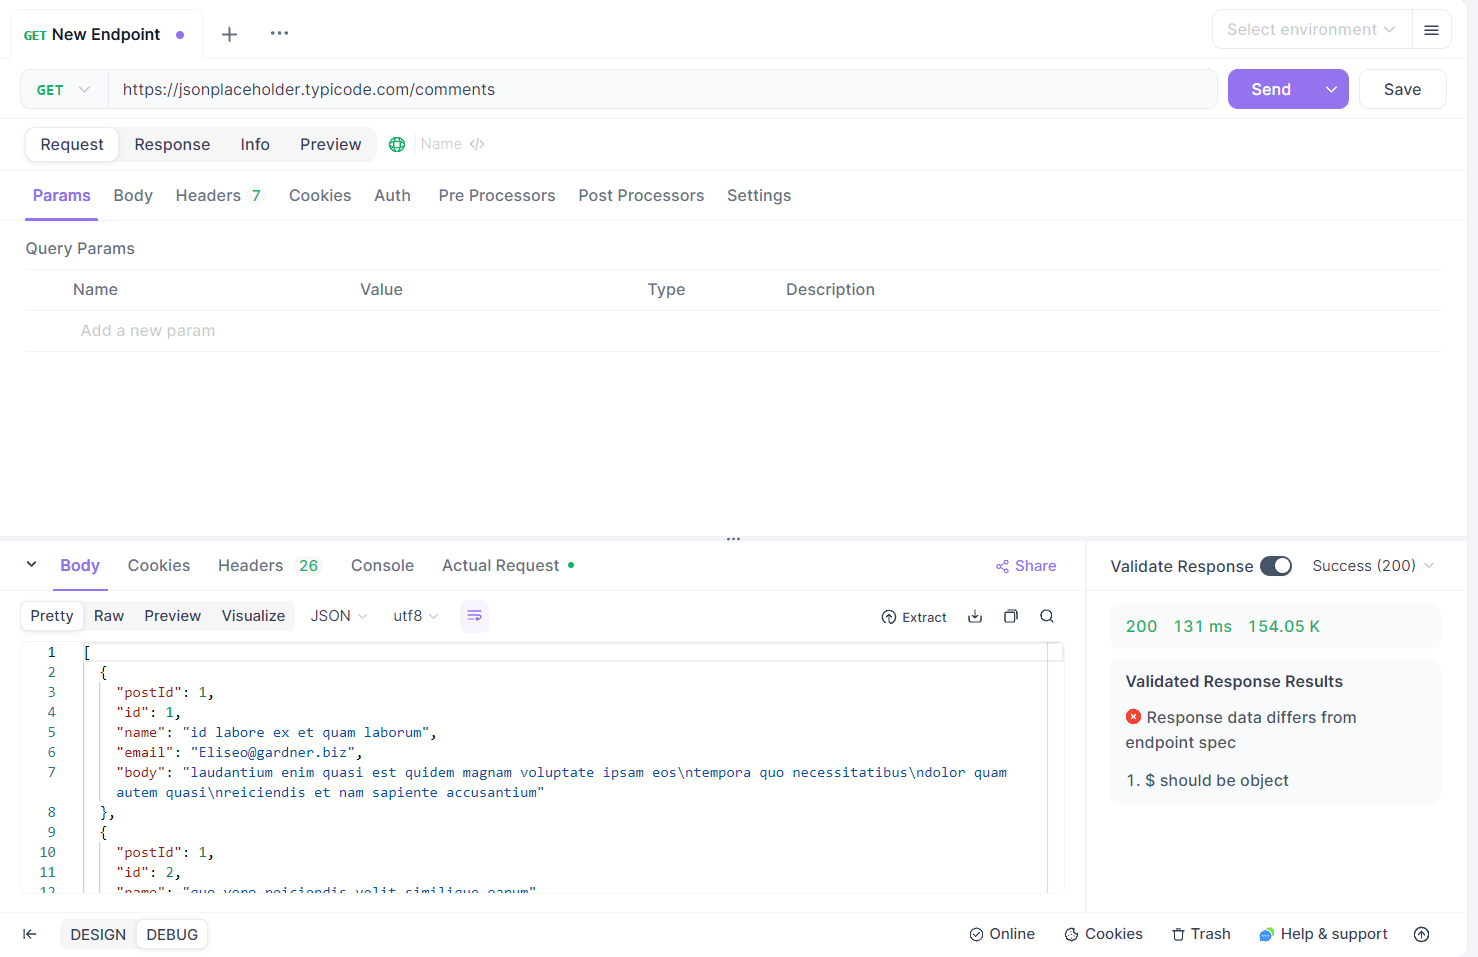 GET New Endpoint
Select environment
GET https://jsonplaceholder.typicode.com/comments Send Save
Request Response Info Preview Name
Params Body Headers 7 Cookies Auth Pre Processors Post Processors Settings
Query Params
Name Value Type Description
Add a new param
Body Cookies Headers 26 Console Actual Request Share
Pretty Raw Preview Visualize JSON utf8 Extract
1 [
2 {
3 "postId": 1,
4 "id": 1,
5 "name": "id labore ex et quam laborum",
6 "email": "Eliseo@gardner.biz",
7 "body": "laudantium enim quasi est quidem magnam voluptate ipsam eos\ntempora quo necessitatibus\ndolor quam
autem quasi\nreiciendis et nam sapiente accusantium"
8 },
9 {
10 "postId": 1,
11 "id": 2,
12 "name": "quo vero reiciendis velit similique earum"
Validate Response Success (200)
200 131 ms 154.05 K
Validated Response Results
Response data differs from
endpoint spec
1. $ should be object
DESIGN DEBUG
Online Cookies Trash Help & support